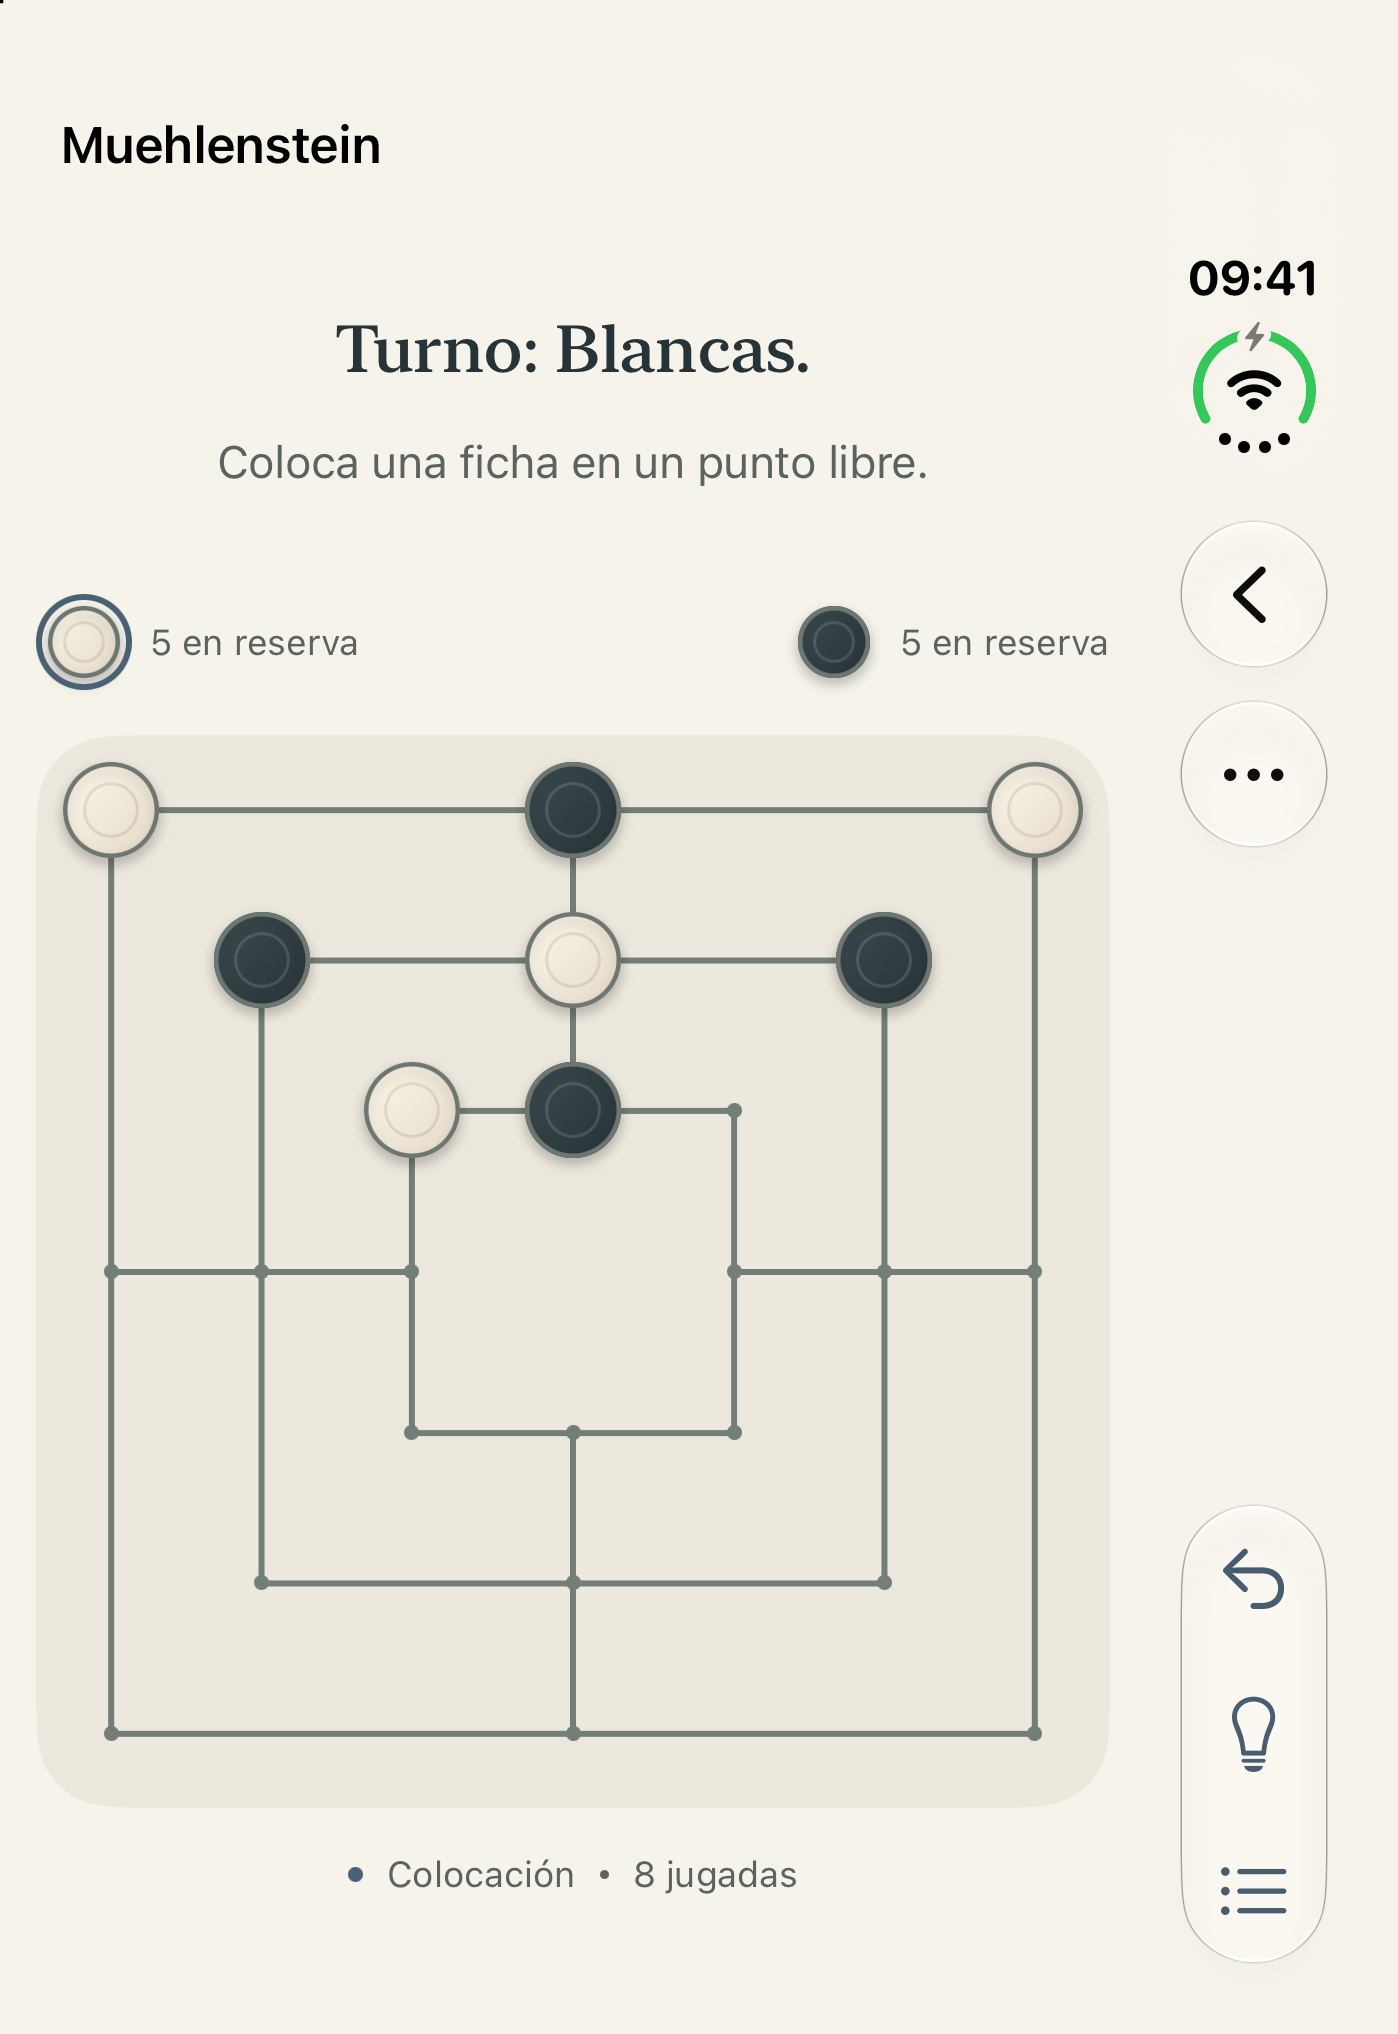 Muehlenstein
09:41
Turno: Blancas.
Coloca una ficha en un punto libre.
5 en reserva
5 en reserva
Colocación • 8 jugadas